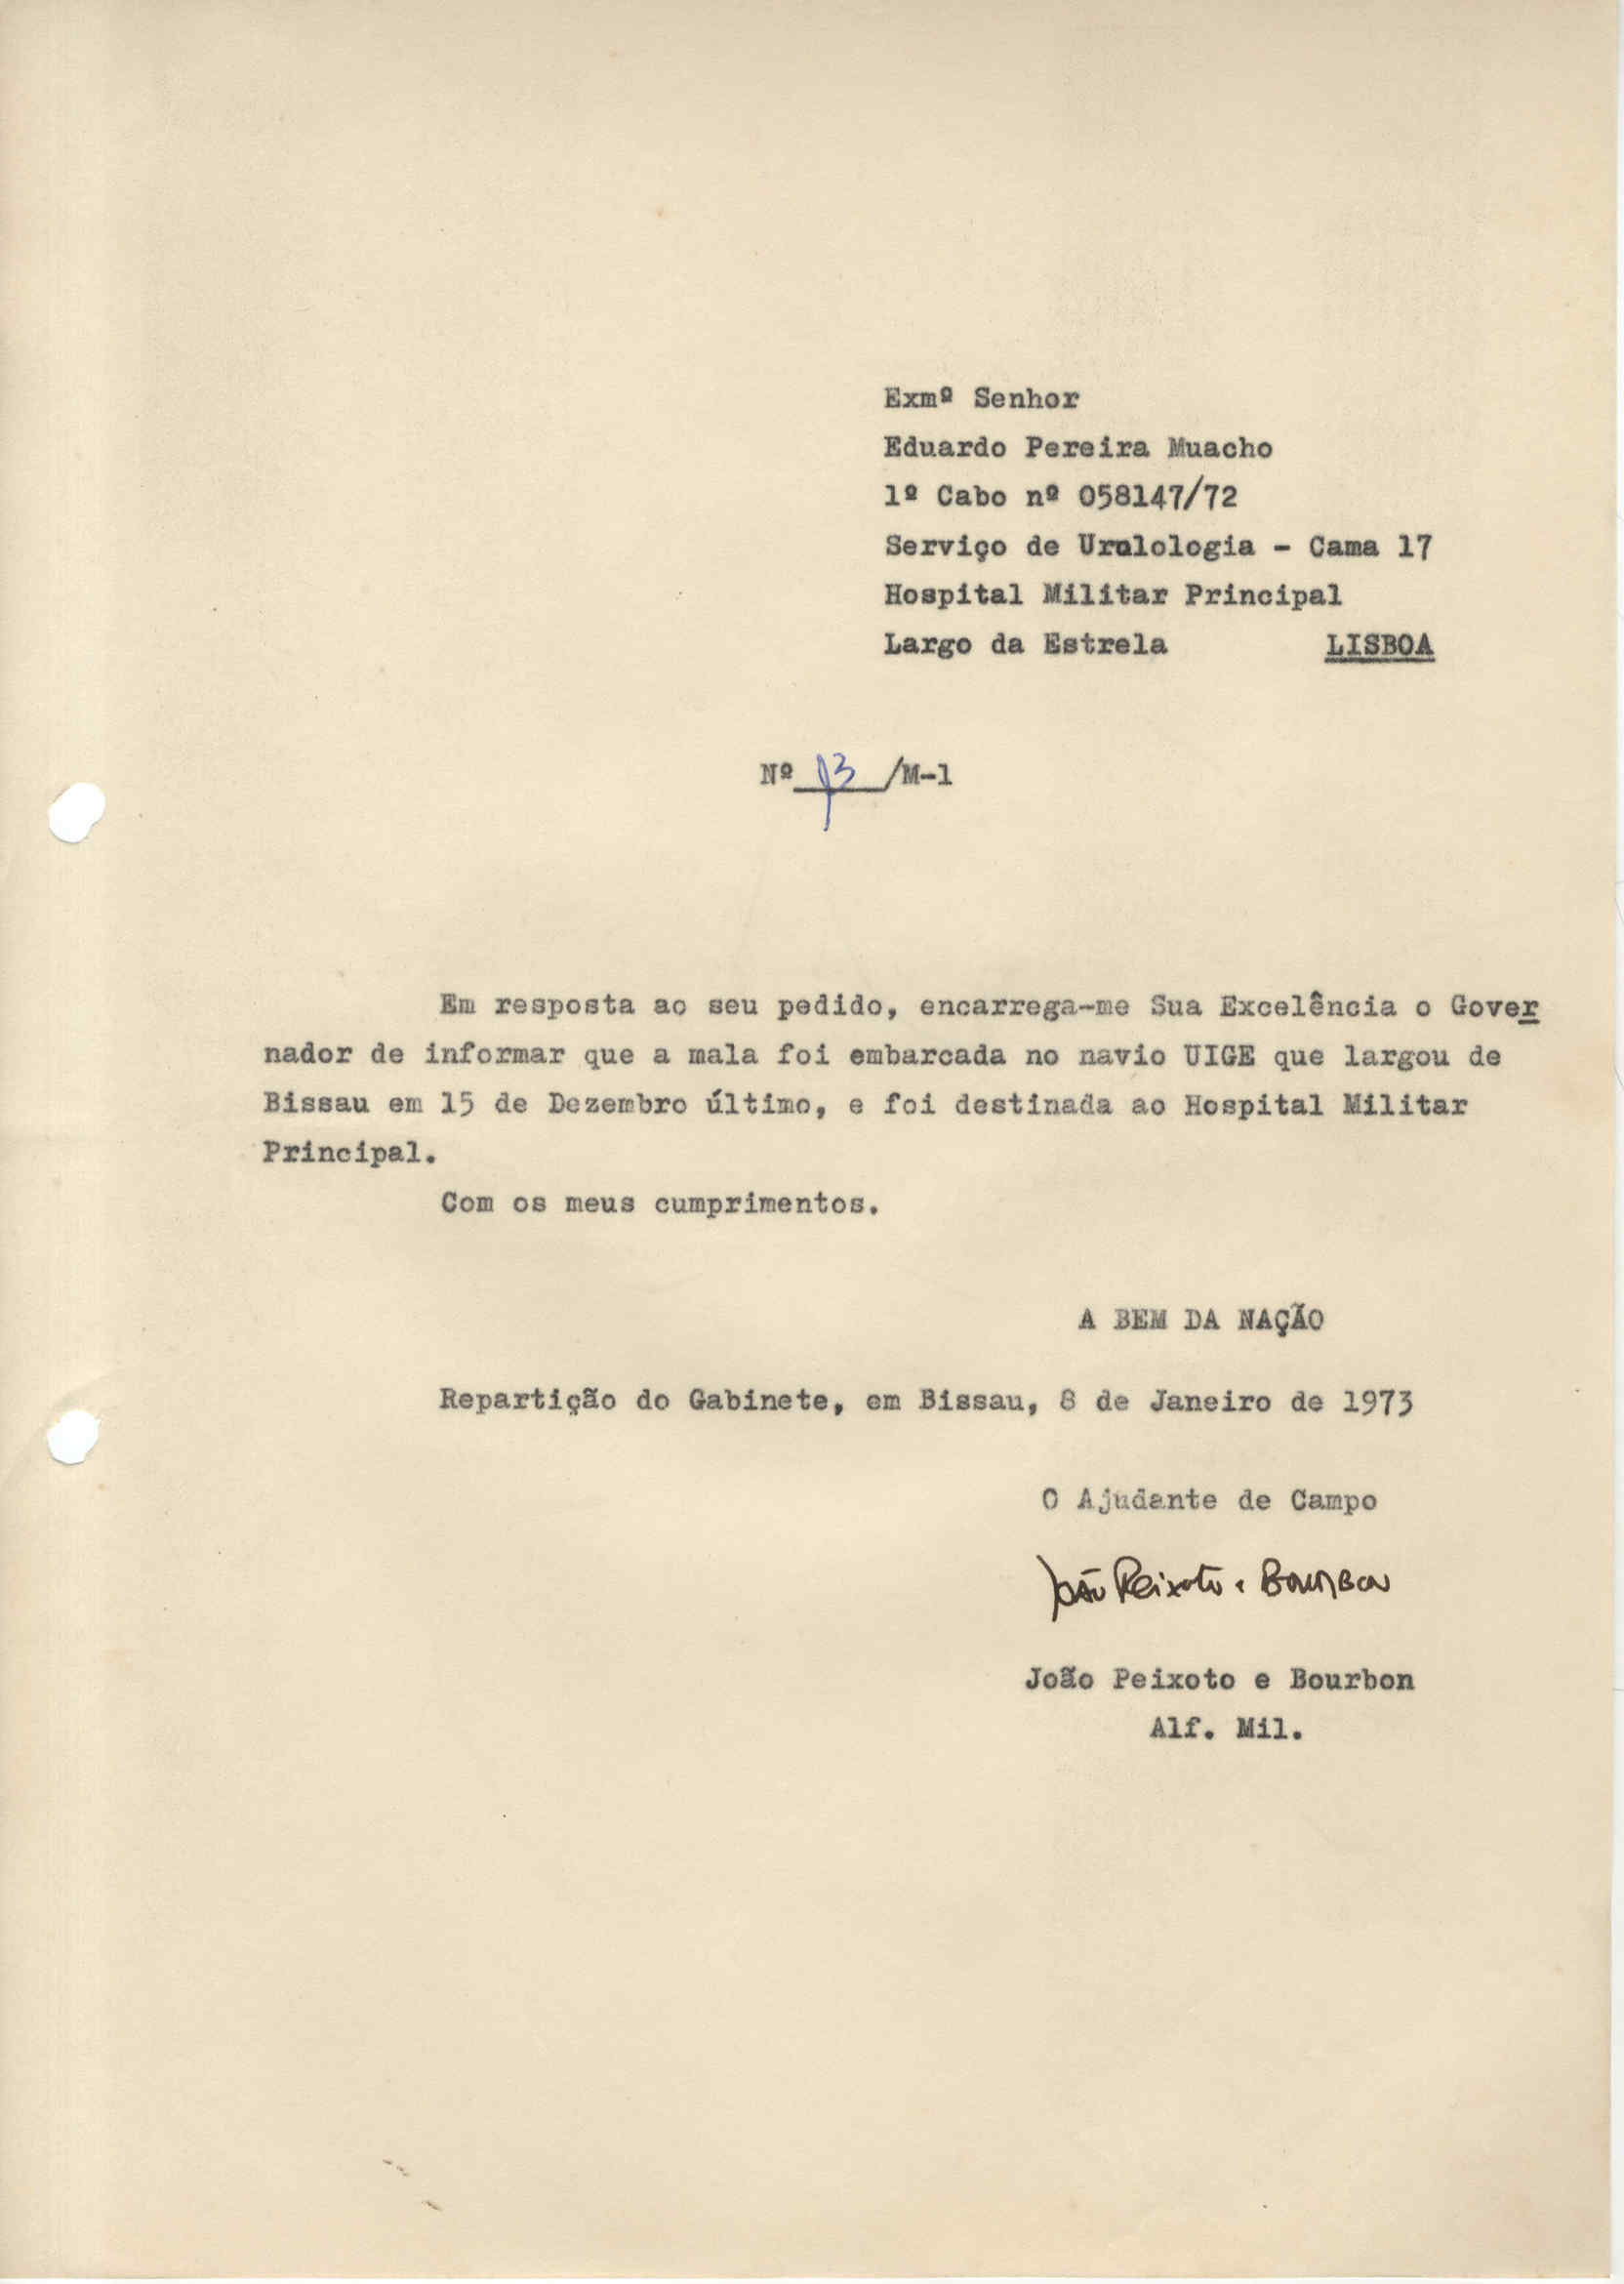 Exmº Senhor
Eduardo Pereira Muacho
1º Cabo nº 058147/72
Serviço de Urolologia - Cama 17
Hospital Militar Principal
Largo da Estrela LISBOA
Nº 13 /M-1
Em resposta ao seu pedido, encarrega-me Sua Excelência o Gover
nador de informar que a mala foi embarcada no navio UIGE que largou de
Bissau em 15 de Dezembro último, e foi destinada ao Hospital Militar
Principal.
Com os meus cumprimentos.
A BEM DA NAÇÃO
Repartição do Gabinete, em Bissau, 8 de Janeiro de 1973
O Ajudante de Campo
João Peixoto e Bourbon
João Peixoto e Bourbon
Alf. Mil.